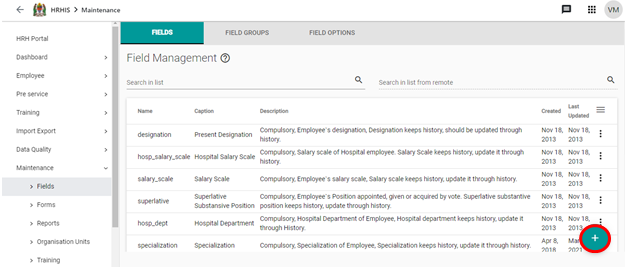 HRHIS
Maintenance
VM
HRH Portal
Dashboard
Employee
Pre service
Training
Import Export
Data Quality
Maintenance
Fields
Forms
Reports
Organisation Units
Training
FIELDS FIELD GROUPS FIELD OPTIONS
Field Management
Search in list Search in list from remote
Name Caption Description Created Last
Updated
designation Present Designation Compulsory, Employee's designation, Designation keeps history, should be updated through Nov 18, Nov 18,
history. 2013 2013
hosp_salary_scale Hospital Salary Scale Compulsory, Salary scale of Hospital employee. Salary Scale keeps history, update it through Nov 18, Nov 18,
history. 2013 2013
salary_scale Salary Scale Compulsory, Employee's salary scale, Salary scale keeps history, update it through history. Nov 18, Nov 18,
2013 2013
superlative Superlative Compulsory, Employee's Position appointed, given or acquired by vote. Superlative substantive Nov 18, Nov 18,
Substansive Position position keeps history, update through history. 2013 2013
hosp_dept Hospital Department Compulsory, Hospital Department of Employee, Hospital department keeps history, update it Nov 18, Nov 18,
through History. 2013 2013
specialization Specialization Compulsory, Specialization of Employee, Specialization keeps history, update it through history. Apr 8,
2018
+